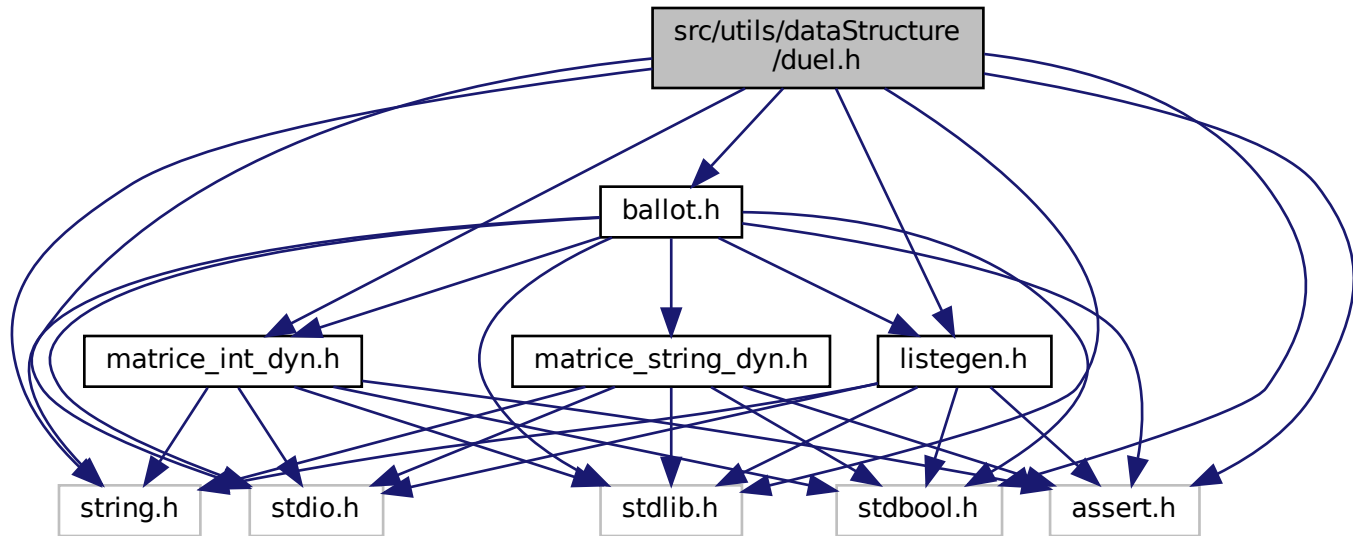 src/utils/dataStructure
/duel.h
ballot.h
matrice_int_dyn.h
matrice_string_dyn.h
listegen.h
string.h
stdio.h
stdlib.h
stdbool.h
assert.h